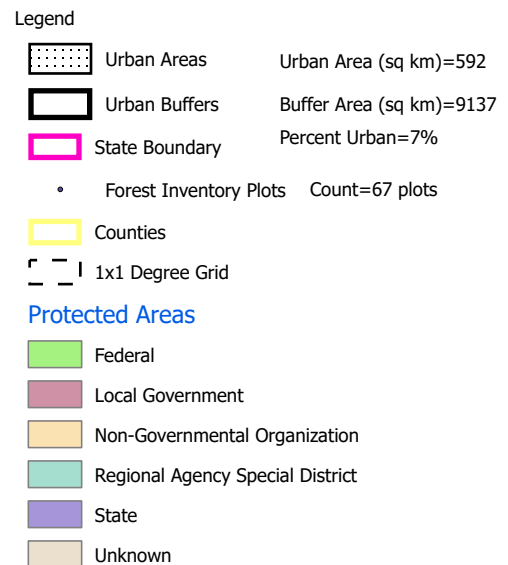 Legend
Urban Areas    Urban Area (sq km)=592
Urban Buffers    Buffer Area (sq km)=9137
State Boundary    Percent Urban=7%
Forest Inventory Plots    Count=67 plots
Counties
1x1 Degree Grid
Protected Areas
Federal
Local Government
Non-Governmental Organization
Regional Agency Special District
State
Unknown